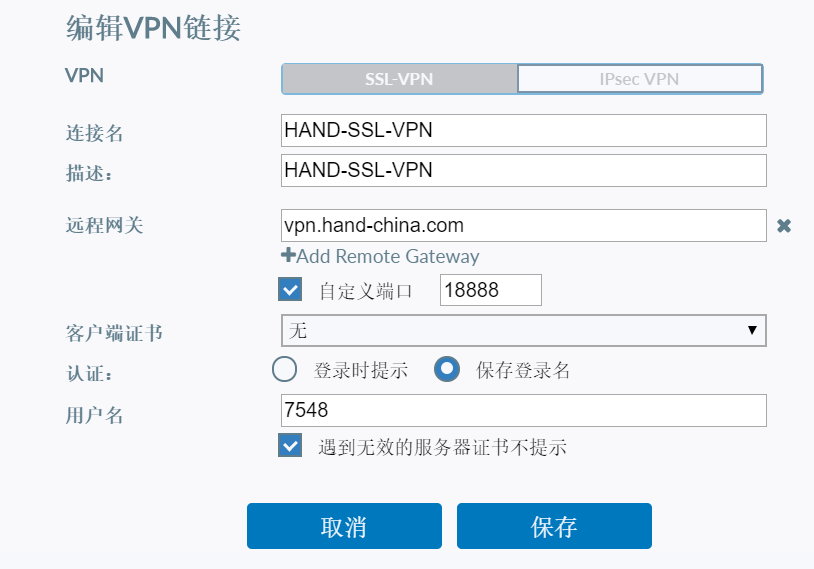 编辑VPN链接
VPN
SSL-VPN
IPsec VPN
连接名
HAND-SSL-VPN
描述：
HAND-SSL-VPN
远程网关
vpn.hand-china.com
Add Remote Gateway
自定义端口
18888
客户端证书
无
认证：
登录时提示
保存登录名
用户名
7548
遇到无效的服务器证书不提示
取消
保存